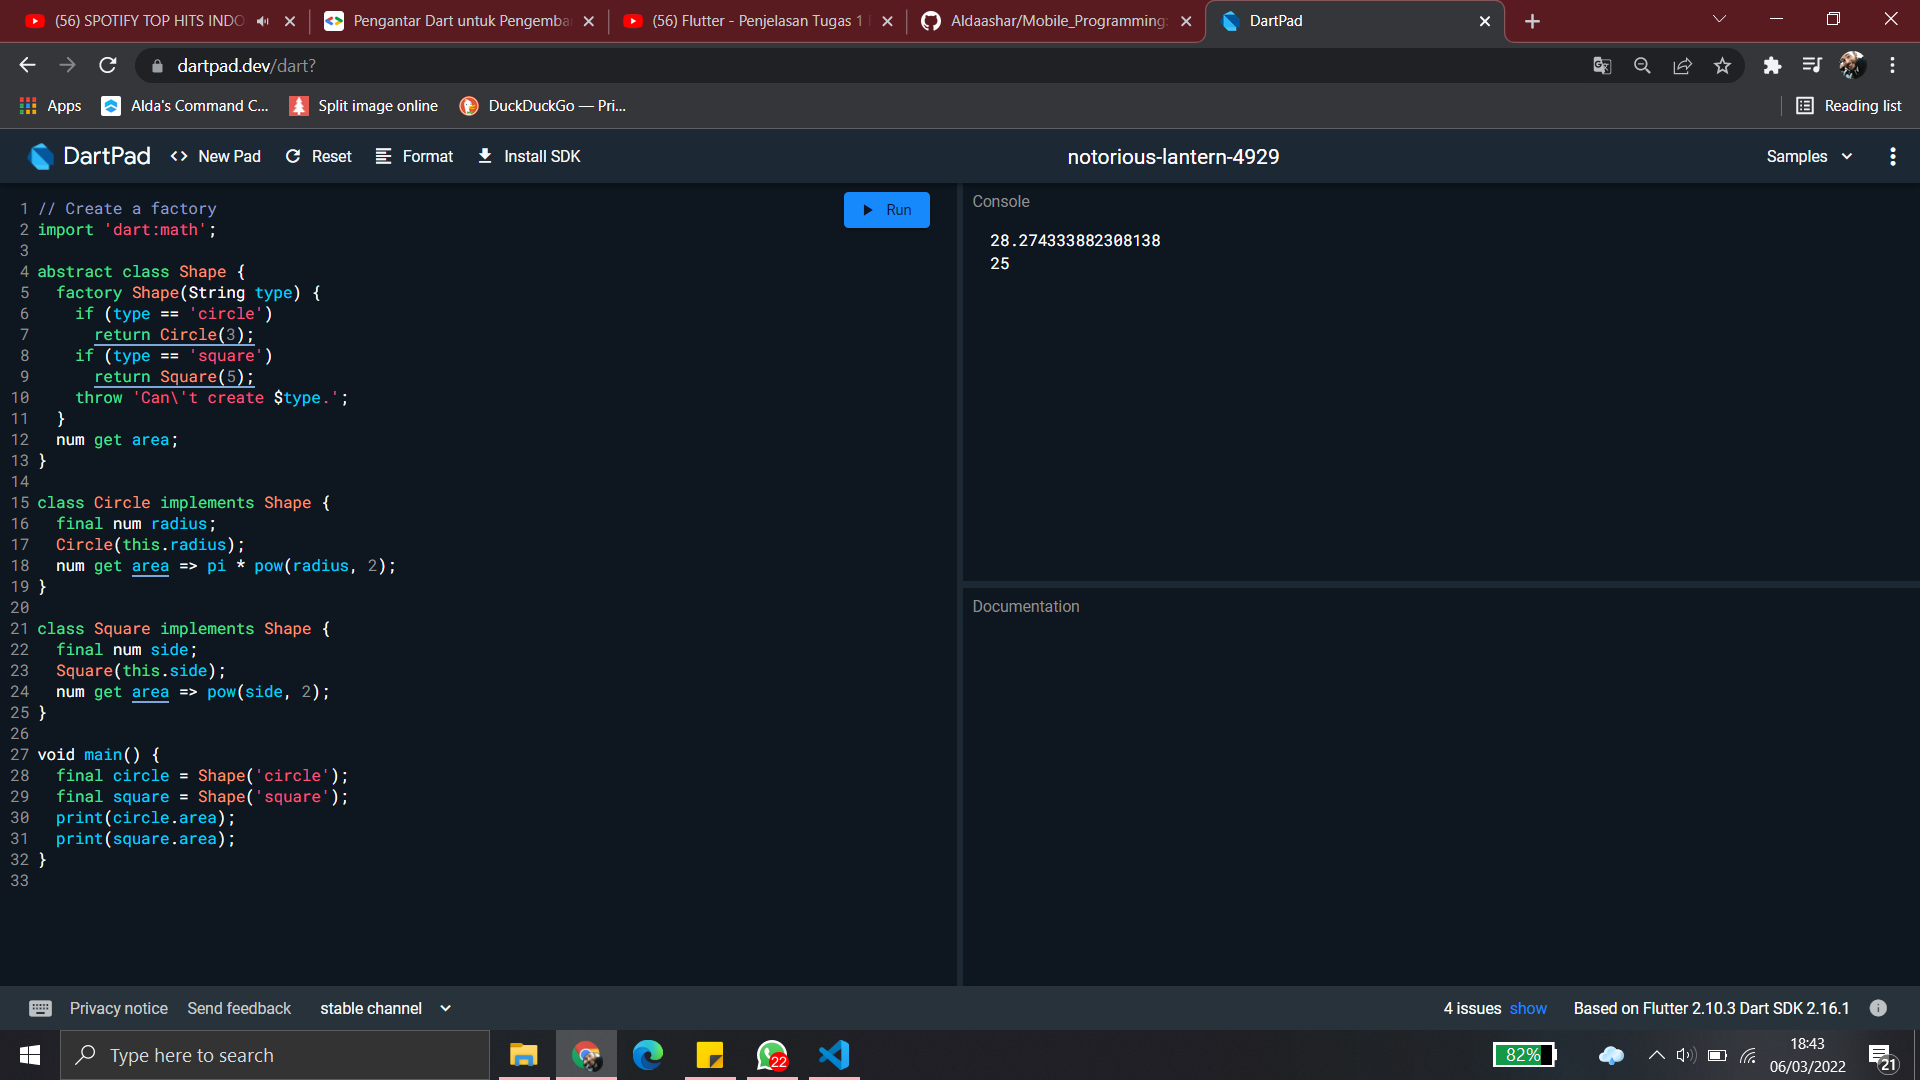 (56) SPOTIFY TOP HITS INDO
Pengantar Dart untuk Pengemba
(56) Flutter - Penjelasan Tugas 1
Aldaashar/Mobile_Programming
DartPad
dartpad.dev/dart?
Apps
Alda's Command C...
Split image online
DuckDuckGo — Pri...
Reading list
DartPad
<> New Pad
Reset
Format
Install SDK
notorious-lantern-4929
Samples
1 // Create a factory
2 import 'dart:math';
3
4 abstract class Shape {
5   factory Shape(String type) {
6     if (type == 'circle')
7       return Circle(3);
8     if (type == 'square')
9       return Square(5);
10     throw 'Can\'t create $type.';
11   }
12   num get area;
13 }
14
15 class Circle implements Shape {
16   final num radius;
17   Circle(this.radius);
18   num get area => pi * pow(radius, 2);
19 }
20
21 class Square implements Shape {
22   final num side;
23   Square(this.side);
24   num get area => pow(side, 2);
25 }
26
27 void main() {
28   final circle = Shape('circle');
29   final square = Shape('square');
30   print(circle.area);
31   print(square.area);
32 }
33
Run
Console
28.274333882308138
25
Documentation
Privacy notice
Send feedback
stable channel
4 issues show
Based on Flutter 2.10.3 Dart SDK 2.16.1
Type here to search
22
82%
18:43
06/03/2022
21